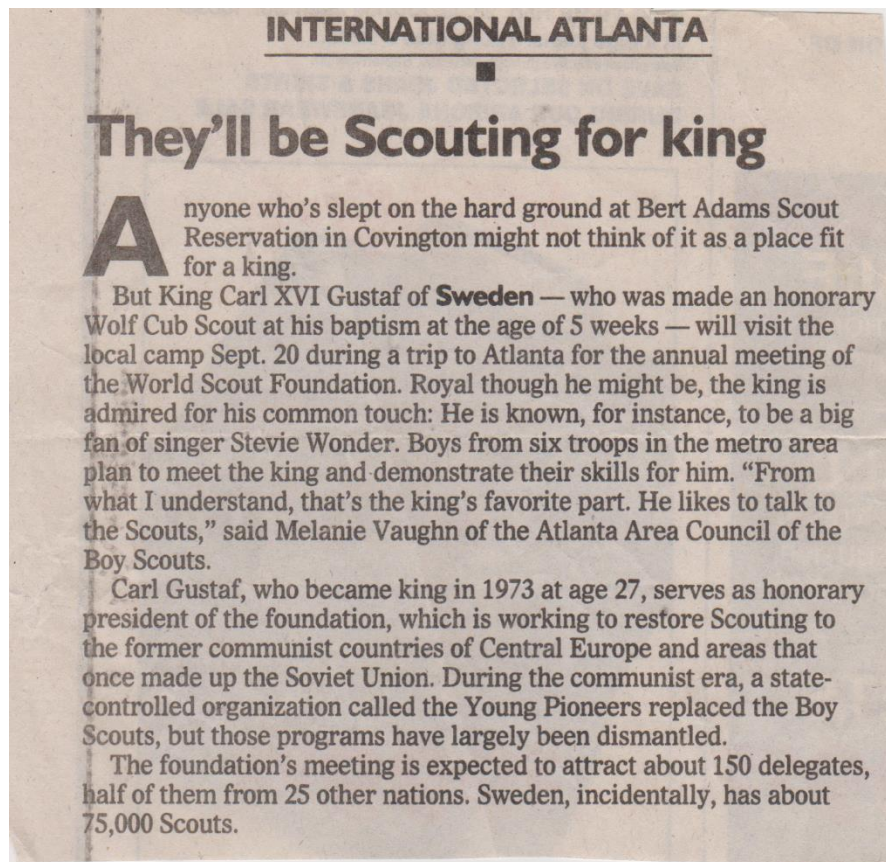 INTERNATIONAL ATLANTA
They'll be Scouting for king
Anyone who's slept on the hard ground at Bert Adams Scout
Reservation in Covington might not think of it as a place fit
for a king.
But King Carl XVI Gustaf of Sweden — who was made an honorary
Wolf Cub Scout at his baptism at the age of 5 weeks — will visit the
local camp Sept. 20 during a trip to Atlanta for the annual meeting of
the World Scout Foundation. Royal though he might be, the king is
admired for his common touch: He is known, for instance, to be a big
fan of singer Stevie Wonder. Boys from six troops in the metro area
plan to meet the king and demonstrate their skills for him. “From
what I understand, that's the king's favorite part. He likes to talk to
the Scouts,” said Melanie Vaughn of the Atlanta Area Council of the
Boy Scouts.
Carl Gustaf, who became king in 1973 at age 27, serves as honorary
president of the foundation, which is working to restore Scouting to
the former communist countries of Central Europe and areas that
once made up the Soviet Union. During the communist era, a state-
controlled organization called the Young Pioneers replaced the Boy
Scouts, but those programs have largely been dismantled.
The foundation's meeting is expected to attract about 150 delegates,
half of them from 25 other nations. Sweden, incidentally, has about
75,000 Scouts.